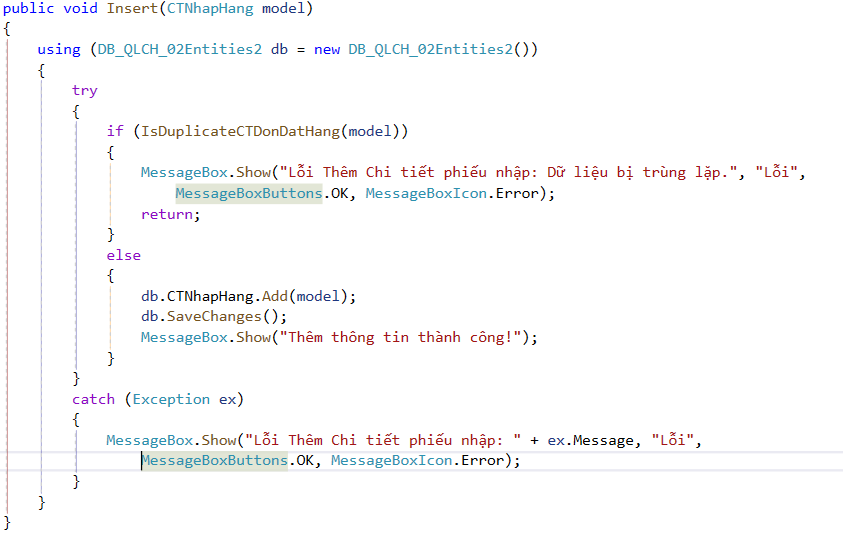 public void Insert(CTNhapHang model)
{
using (DB_QLCH_02Entities2 db = new DB_QLCH_02Entities2())
{
try
{
if (IsDuplicateCTDonDatHang(model))
{
MessageBox.Show("Lỗi Thêm Chi tiết phiếu nhập: Dữ liệu bị trùng lặp.", "Lỗi",
MessageBoxButtons.OK, MessageBoxIcon.Error);
return;
}
else
{
db.CTNhapHang.Add(model);
db.SaveChanges();
MessageBox.Show("Thêm thông tin thành công!");
}
}
catch (Exception ex)
{
MessageBox.Show("Lỗi Thêm Chi tiết phiếu nhập: " + ex.Message, "Lỗi",
MessageBoxButtons.OK, MessageBoxIcon.Error);
}
}
}